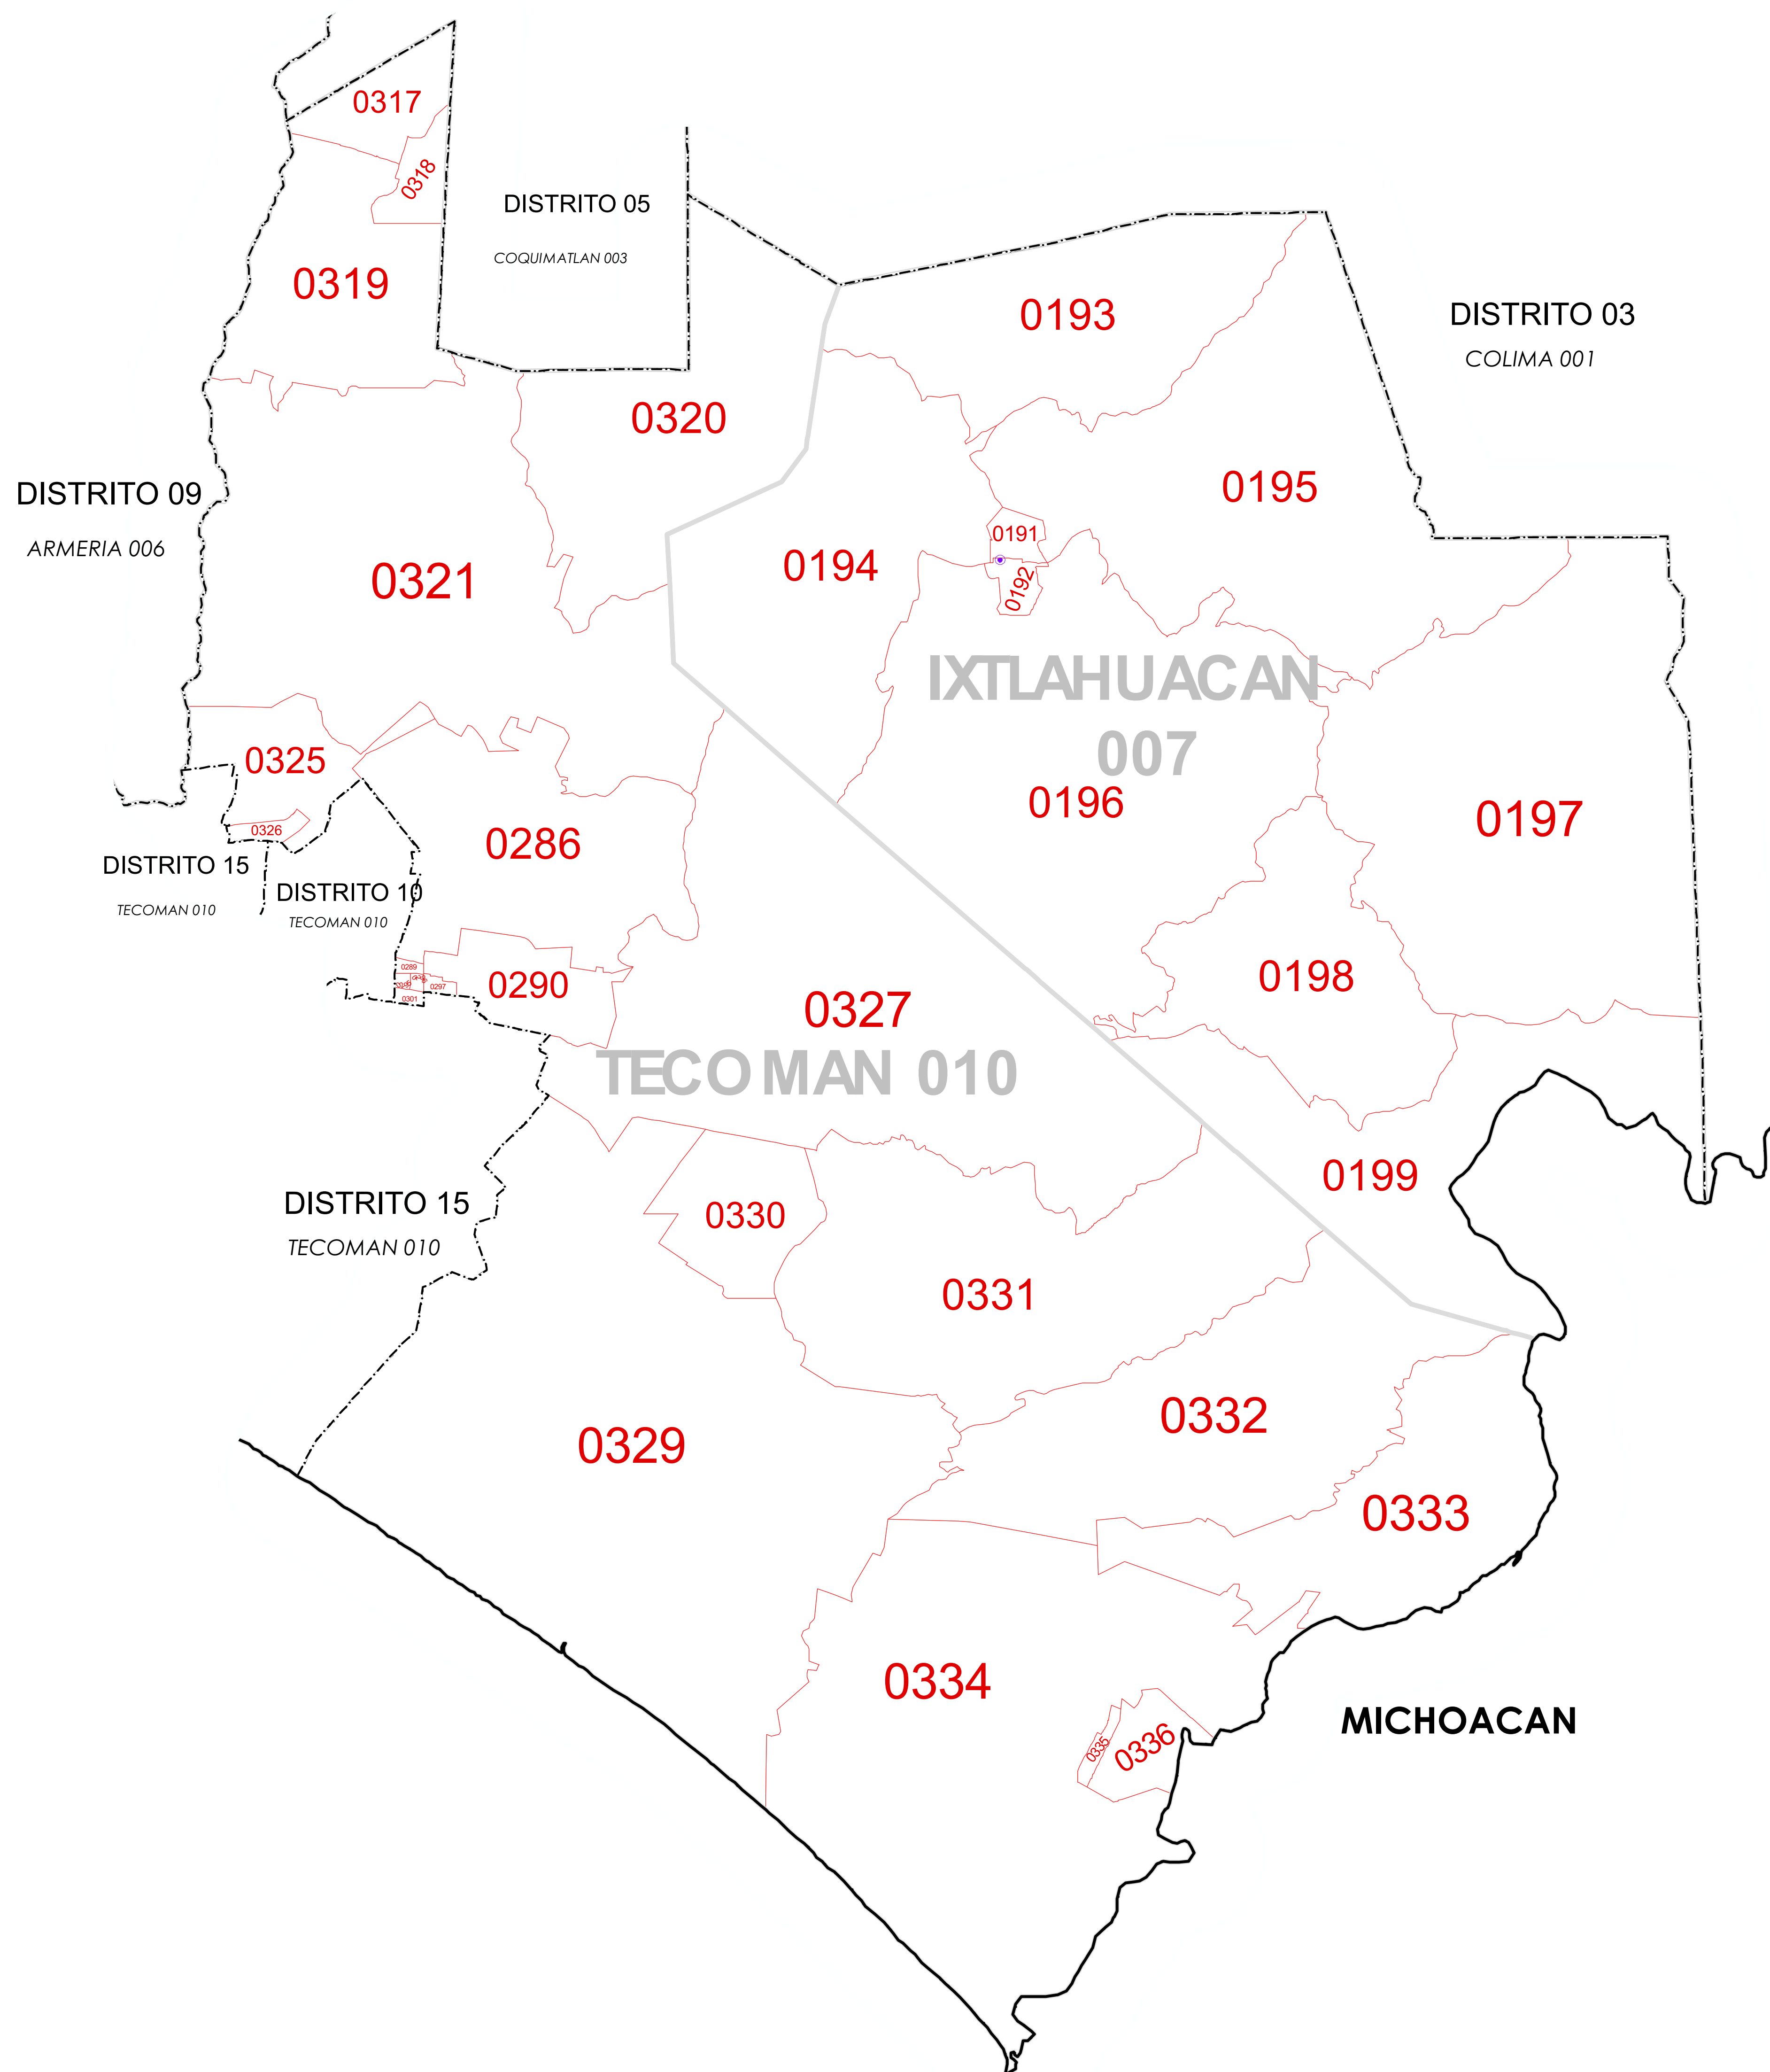 0317
0318
DISTRITO 05
COQUIMATLAN 003
0319
0193
DISTRITO 03
COLIMA 001
0320
0195
DISTRITO 09
ARMERIA 006
0191
0194
0321
0192
IXTLAHUACAN
007
0325
0196
0197
0326
0286
DISTRITO 15
TECOMAN 010
DISTRITO 10
TECOMAN 010
0289
0290
0297
0301
0198
0327
TECOMAN 010
0199
DISTRITO 15
TECOMAN 010
0330
0331
0332
0329
0333
0334
MICHOACAN
0335
0336